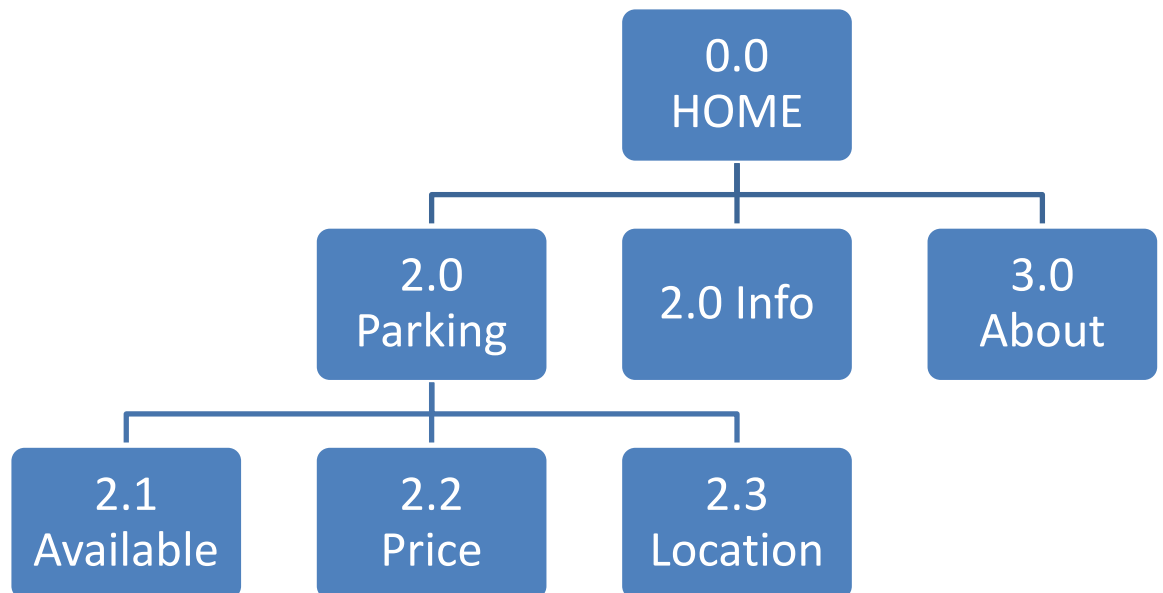 0.0
HOME
2.0
Parking
2.0 Info
3.0
About
2.1
Available
2.2
Price
2.3
Location